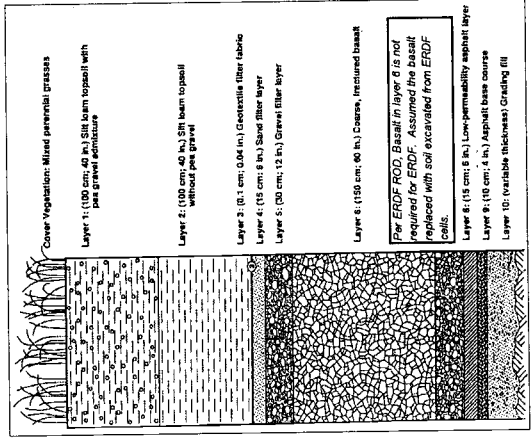 Cover Vegetation: Mixed perennial grasses
Layer 1: (100 cm; 40 in.) Silt loam topsoil with
pea gravel admixture
Layer 2: (100 cm; 40 in.) Silt loam topsoil
without pea gravel
Layer 3: (0.1 cm; 0.04 in.) Geotextile filter fabric
Layer 4: (15 cm; 6 in.) Sand filter layer
Layer 5: (30 cm; 12 in.) Gravel filter layer
Layer 6: (150 cm; 60 in.) Coarse, fractured basalt
Per ERDF ROD, Basalt in layer 6 is not
required for ERDF. Assumed the basalt
replaced with soil excavated from ERDF
cells.
Layer 8: (15 cm; 6 in.) Low-permeability asphalt layer
Layer 9: (10 cm; 4 in.) Asphalt base course
Layer 10: (variable thickness) Grading fill